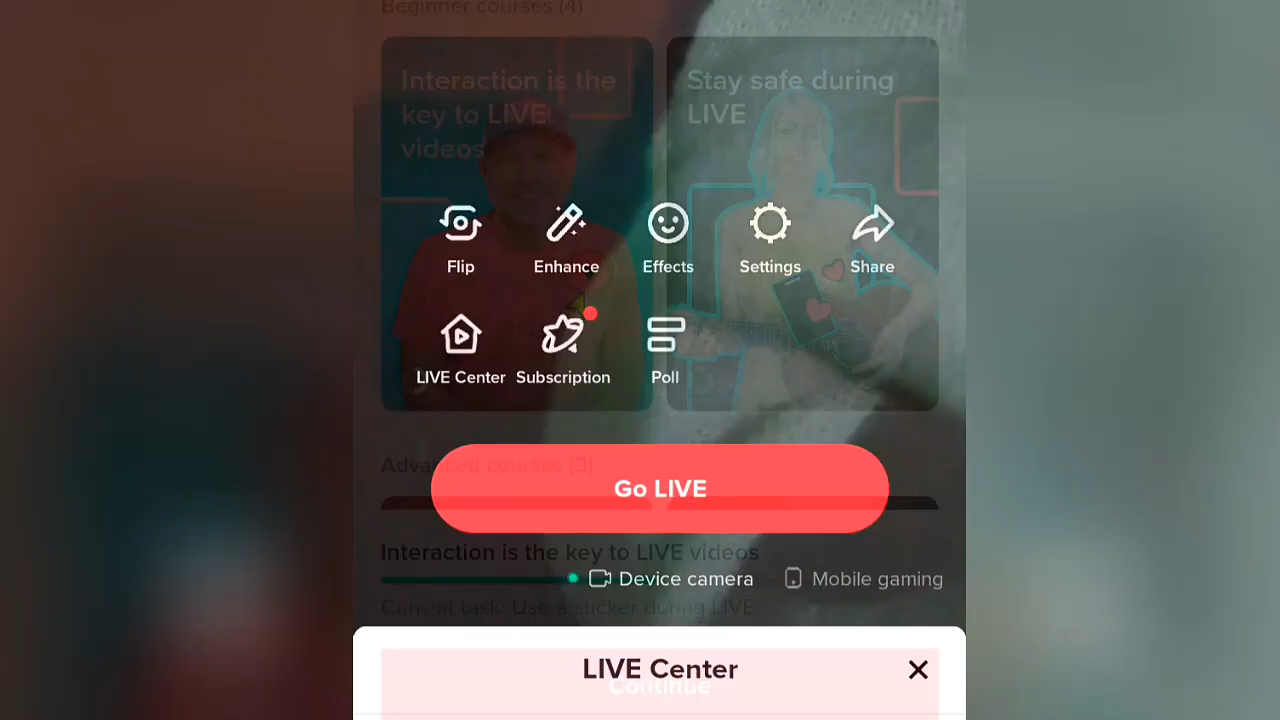 Beginner courses (4)
Interaction is the
key to LIVE
videos
Stay safe during
LIVE
Flip
Enhance
Effects
Settings
Share
LIVE Center
Subscription
Poll
Advanced courses (3)
Go LIVE
Interaction is the key to LIVE videos
Device camera
Mobile gaming
Current task: Use a sticker during LIVE
LIVE Center
Continue